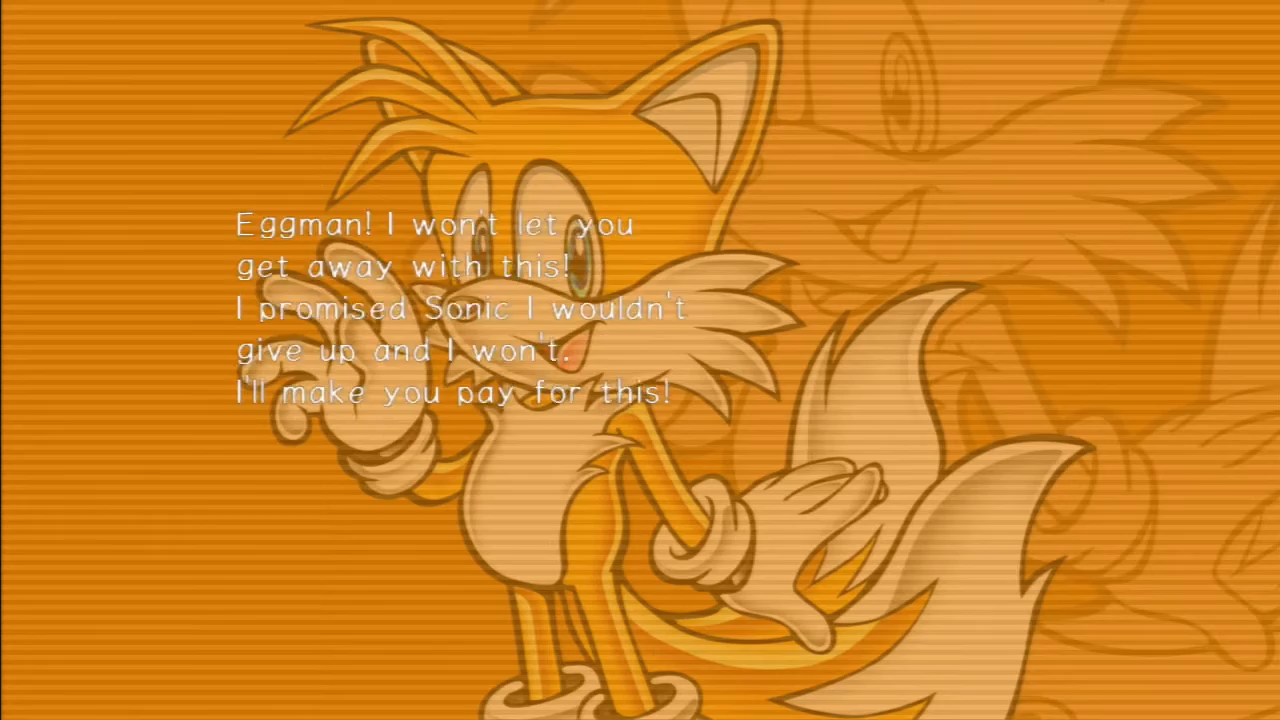 Eggman! I won't let you
get away with this!
I promised Sonic I wouldn't
give up and I won't.
I'll make you pay for this!